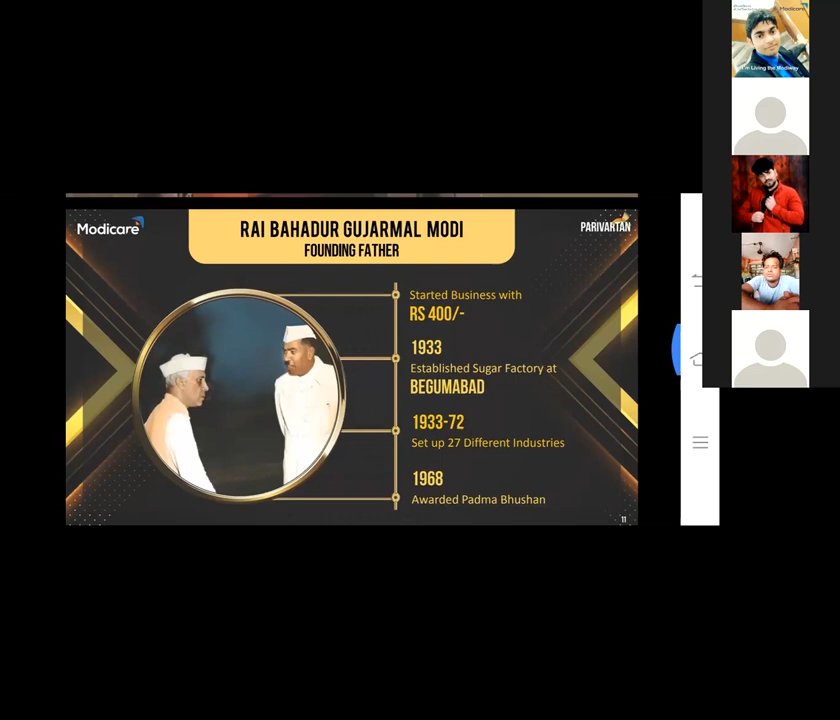 Modicare
I'm Living the Modiway
Modicare
RAI BAHADUR GUJARMAL MODI
FOUNDING FATHER
PARIVARTAN
Started Business with
RS 400/-
1933
Established Sugar Factory at
BEGUMABAD
1933-72
Set up 27 Different Industries
1968
Awarded Padma Bhushan
11